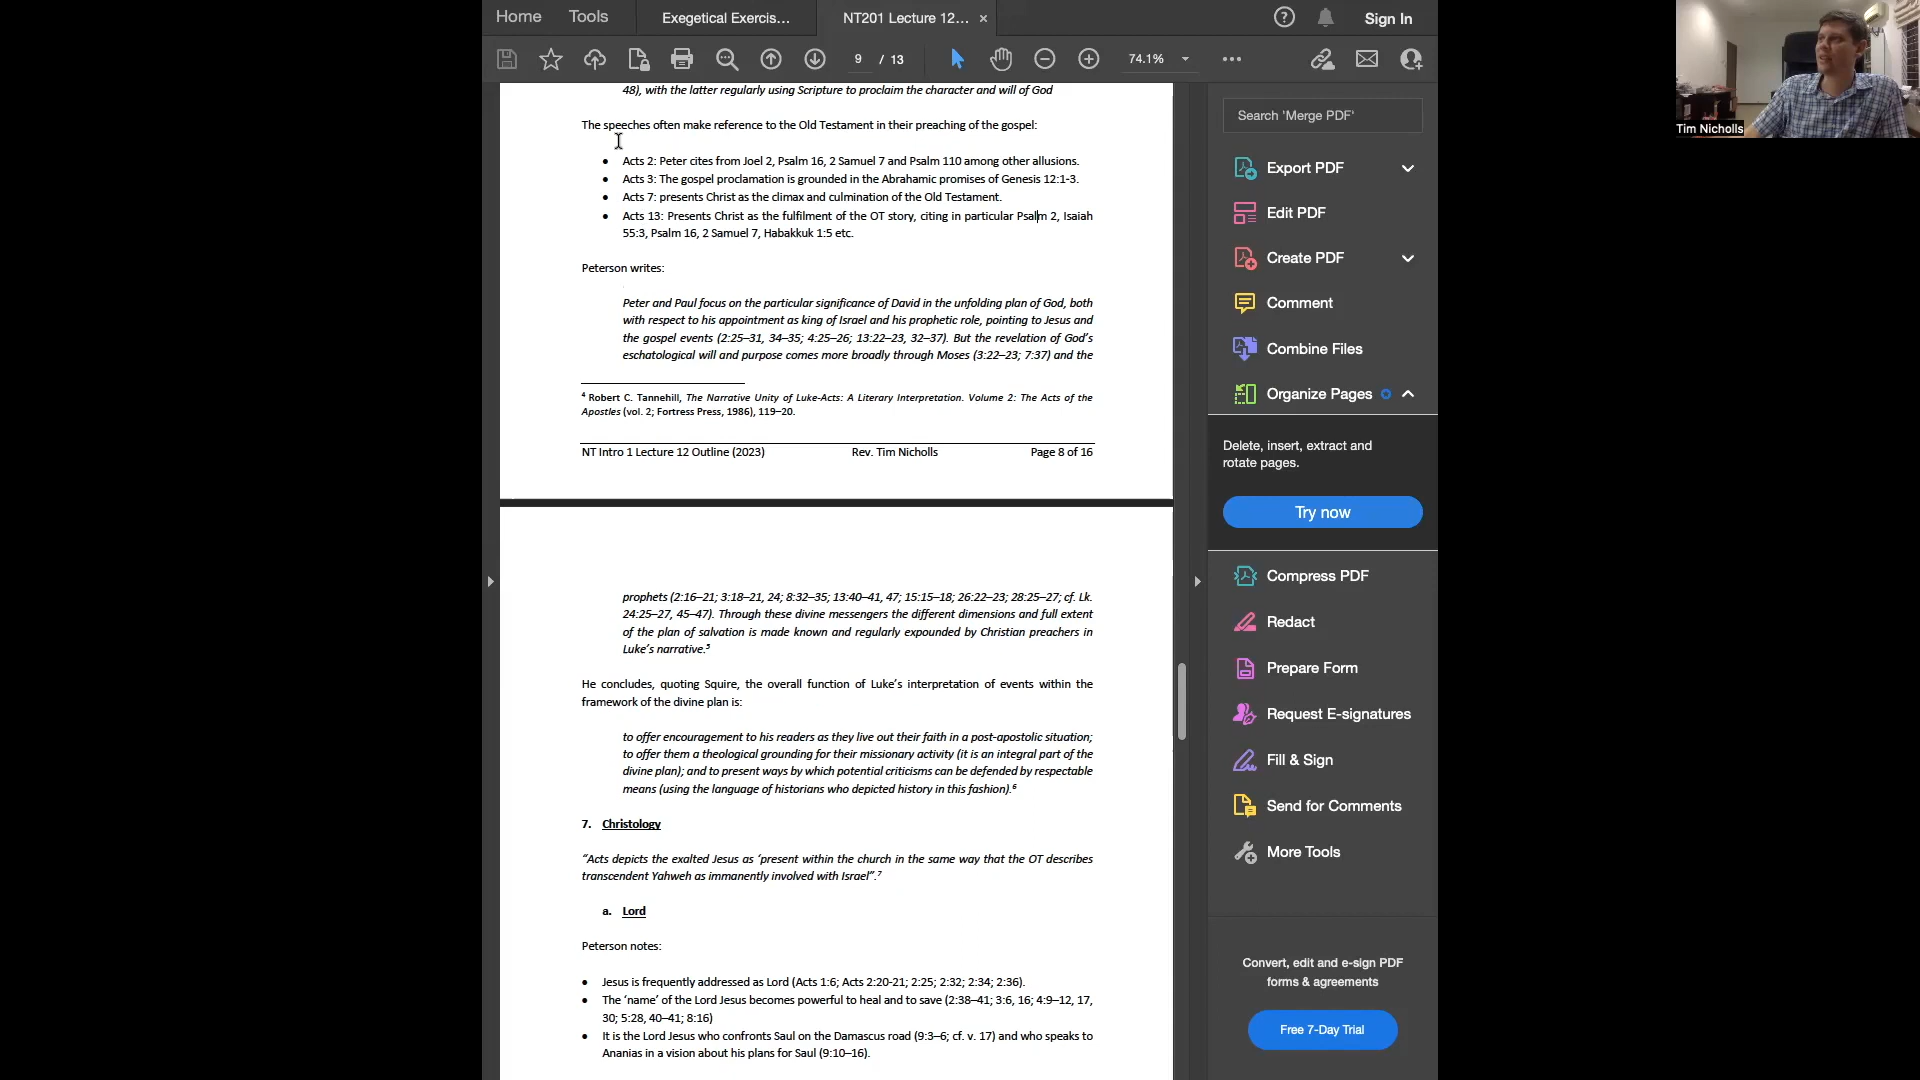 Home
Tools
Exegetical Exercis...
NT201 Lecture 12...
Sign In
9 / 13
74.1%
48), with the latter regularly using Scripture to proclaim the character and will of God
The speeches often make reference to the Old Testament in their preaching of the gospel:
• Acts 2: Peter cites from Joel 2, Psalm 16, 2 Samuel 7 and Psalm 110 among other allusions.
• Acts 3: The gospel proclamation is grounded in the Abrahamic promises of Genesis 12:1-3.
• Acts 7: presents Christ as the climax and culmination of the Old Testament.
• Acts 13: Presents Christ as the fulfilment of the OT story, citing in particular Psalm 2, Isaiah
55:3, Psalm 16, 2 Samuel 7, Habakkuk 1:5 etc.
Peterson writes:
Peter and Paul focus on the particular significance of David in the unfolding plan of God, both
with respect to his appointment as king of Israel and his prophetic role, pointing to Jesus and
the gospel events (2:25–31, 34–35; 4:25–26; 13:22–23, 32–37). But the revelation of God's
eschatological will and purpose comes more broadly through Moses (3:22–23; 7:37) and the
4 Robert C. Tannehill, The Narrative Unity of Luke-Acts: A Literary Interpretation. Volume 2: The Acts of the
Apostles (vol. 2; Fortress Press, 1986), 119–20.
NT Intro 1 Lecture 12 Outline (2023) Rev. Tim Nicholls Page 8 of 16
prophets (2:16–21; 3:18–21, 24; 8:32–35; 13:40–41, 47; 15:15–18; 26:22–23; 28:25–27; cf. Lk.
24:25–27, 45–47). Through these divine messengers the different dimensions and full extent
of the plan of salvation is made known and regularly expounded by Christian preachers in
Luke's narrative.5
He concludes, quoting Squire, the overall function of Luke's interpretation of events within the
framework of the divine plan is:
to offer encouragement to his readers as they live out their faith in a post-apostolic situation;
to offer them a theological grounding for their missionary activity (it is an integral part of the
divine plan); and to present ways by which potential criticisms can be defended by respectable
means (using the language of historians who depicted history in this fashion).6
7. Christology
"Acts depicts the exalted Jesus as 'present within the church in the same way that the OT describes
transcendent Yahweh as immanently involved with Israel".7
a. Lord
Peterson notes:
• Jesus is frequently addressed as Lord (Acts 1:6; Acts 2:20-21; 2:25; 2:32; 2:34; 2:36).
• The 'name' of the Lord Jesus becomes powerful to heal and to save (2:38–41; 3:6, 16; 4:9–12, 17,
30; 5:28, 40–41; 8:16)
• It is the Lord Jesus who confronts Saul on the Damascus road (9:3–6; cf. v. 17) and who speaks to
Ananias in a vision about his plans for Saul (9:10–16).
Search 'Merge PDF'
Export PDF
Edit PDF
Create PDF
Comment
Combine Files
Organize Pages
Delete, insert, extract and
rotate pages.
Try now
Compress PDF
Redact
Prepare Form
Request E-signatures
Fill & Sign
Send for Comments
More Tools
Convert, edit and e-sign PDF
forms & agreements
Free 7-Day Trial
Tim Nicholls